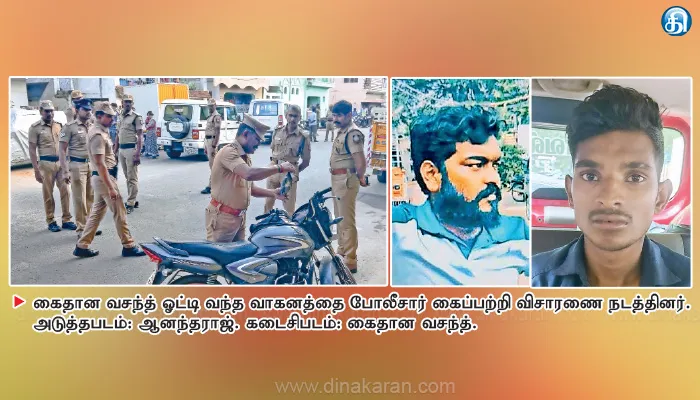 தி
கைதான வசந்த் ஓட்டி வந்த வாகனத்தை போலீசார் கைப்பற்றி விசாரணை நடத்தினர்.
அடுத்தபடம்: ஆனந்தராஜ். கடைசிபடம்: கைதான வசந்த்.
www.dinakaran.com